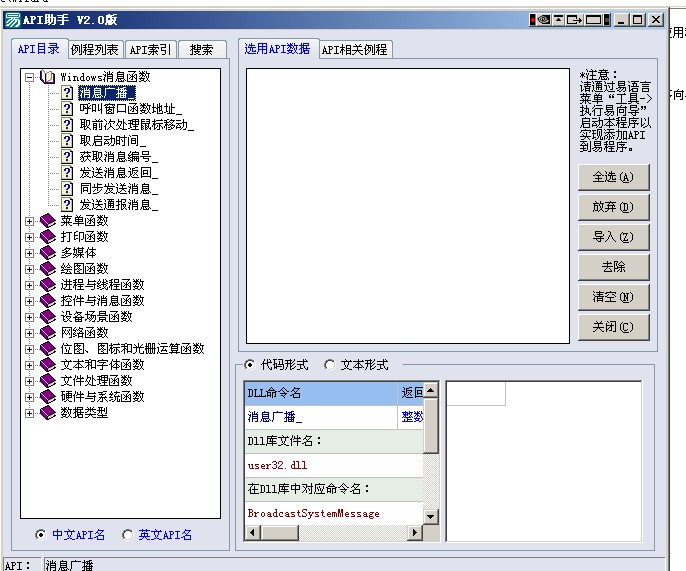 API助手 V2.0版
API目录 例程列表 API索引 搜索
选用API数据 API相关例程
Windows消息函数
消息广播_
呼叫窗口函数地址_
取前次处理鼠标移动_
取启动时间_
获取消息编号_
发送消息返回_
同步发送消息_
发送通报消息_
菜单函数
打印函数
多媒体
绘图函数
进程与线程函数
控件与消息函数
设备场景函数
网络函数
位图、图标和光栅运算函数
文本和字体函数
文件处理函数
硬件与系统函数
数据类型
中文API名 英文API名
*注意：
请通过易语言
菜单“工具->
执行易向导”
启动本程序以
实现添加API
到易程序。
全选(A)
放弃(D)
导入(Z)
去除
清空(N)
关闭(C)
代码形式 文本形式
DLL命令名 返回
消息广播_ 整数
Dll库文件名：
user32.dll
在Dll库中对应命令名：
BroadcastSystemMessage
API： 消息广播